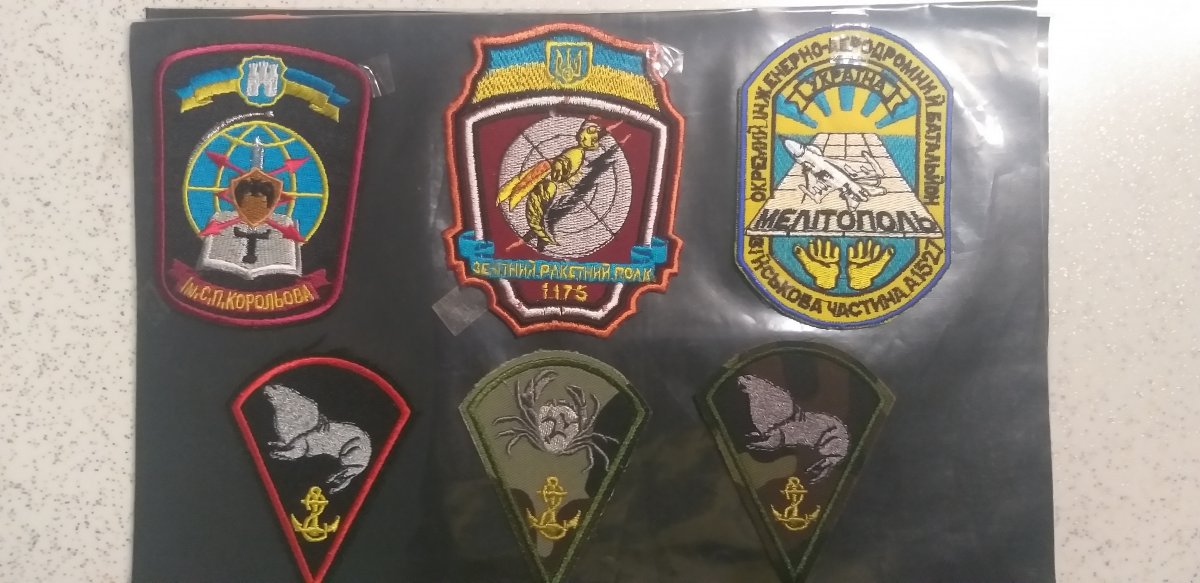 Ім. С.П. КОРОЛЬОВА
ЗЕНІТНИЙ РАКЕТНИЙ ПОЛК
1175
ОКРЕМИЙ ІНЖЕНЕРНО-АЕРОДРОМНИЙ БАТАЛЬЙОН
УКРАЇНА
МЕЛІТОПОЛЬ
ВІЙСЬКОВА ЧАСТИНА А1527